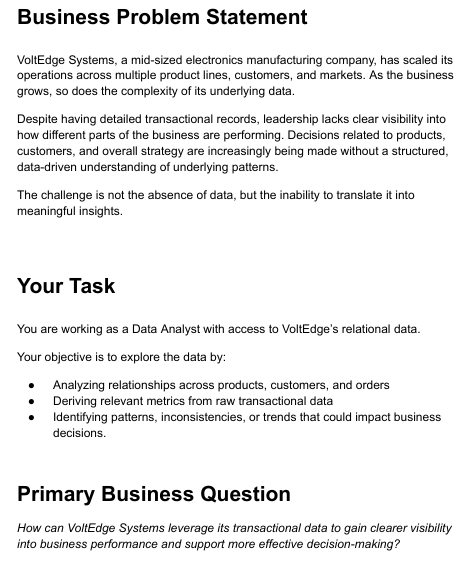 Business Problem Statement
VoltEdge Systems, a mid-sized electronics manufacturing company, has scaled its
operations across multiple product lines, customers, and markets. As the business
grows, so does the complexity of its underlying data.
Despite having detailed transactional records, leadership lacks clear visibility into
how different parts of the business are performing. Decisions related to products,
customers, and overall strategy are increasingly being made without a structured,
data-driven understanding of underlying patterns.
The challenge is not the absence of data, but the inability to translate it into
meaningful insights.
Your Task
You are working as a Data Analyst with access to VoltEdge’s relational data.
Your objective is to explore the data by:
● Analyzing relationships across products, customers, and orders
● Deriving relevant metrics from raw transactional data
● Identifying patterns, inconsistencies, or trends that could impact business
decisions.
Primary Business Question
How can VoltEdge Systems leverage its transactional data to gain clearer visibility
into business performance and support more effective decision-making?